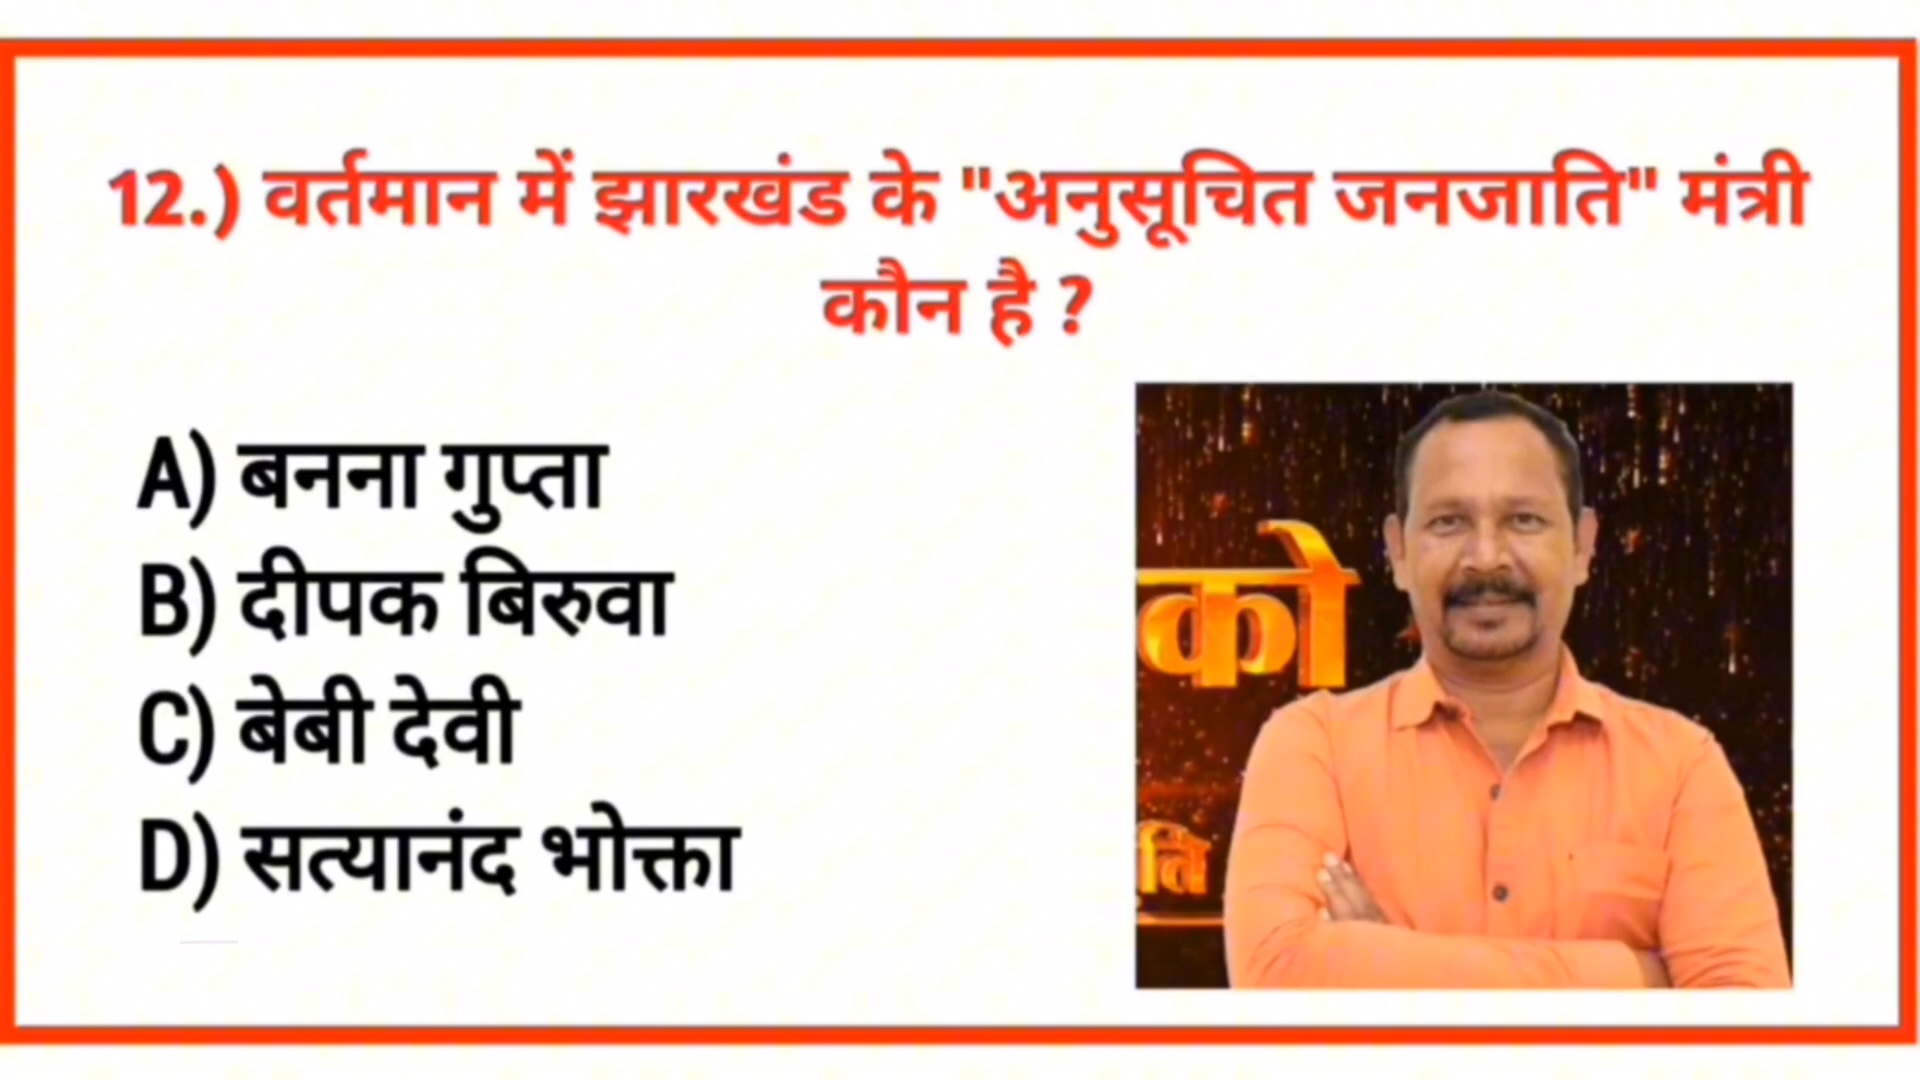 12.) वर्तमान में झारखंड के "अनुसूचित जनजाति" मंत्री
कौन है ?
A) बनना गुप्ता
B) दीपक बिरुवा
C) बेबी देवी
D) सत्यानंद भोक्ता
को
ति